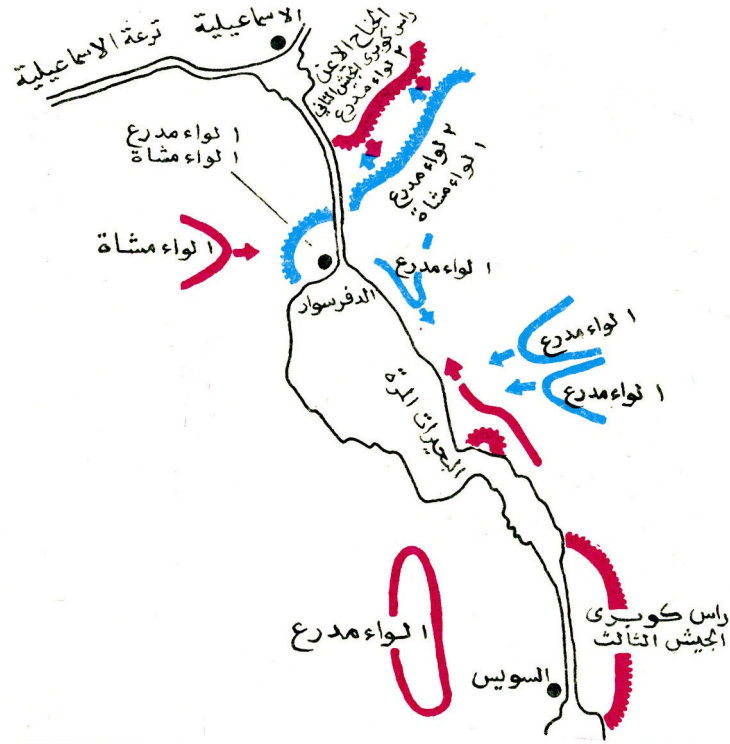 الاسماعيلية
ترعة الاسماعيلية
الجناح الايمن
راس كوبرى الجيش الثاني
٢ لواء مدرع
١ لواء مدرع
١ لواء مشاة
٢ لواء مدرع
١ لواء مشاة
١ لواء مشاة
١ لواء مدرع
الدفرسوار
١ لواء مدرع
١ لواء مدرع
البحيرات المرة
راس كوبرى
الجيش الثالث
١ لواء مدرع
السويس